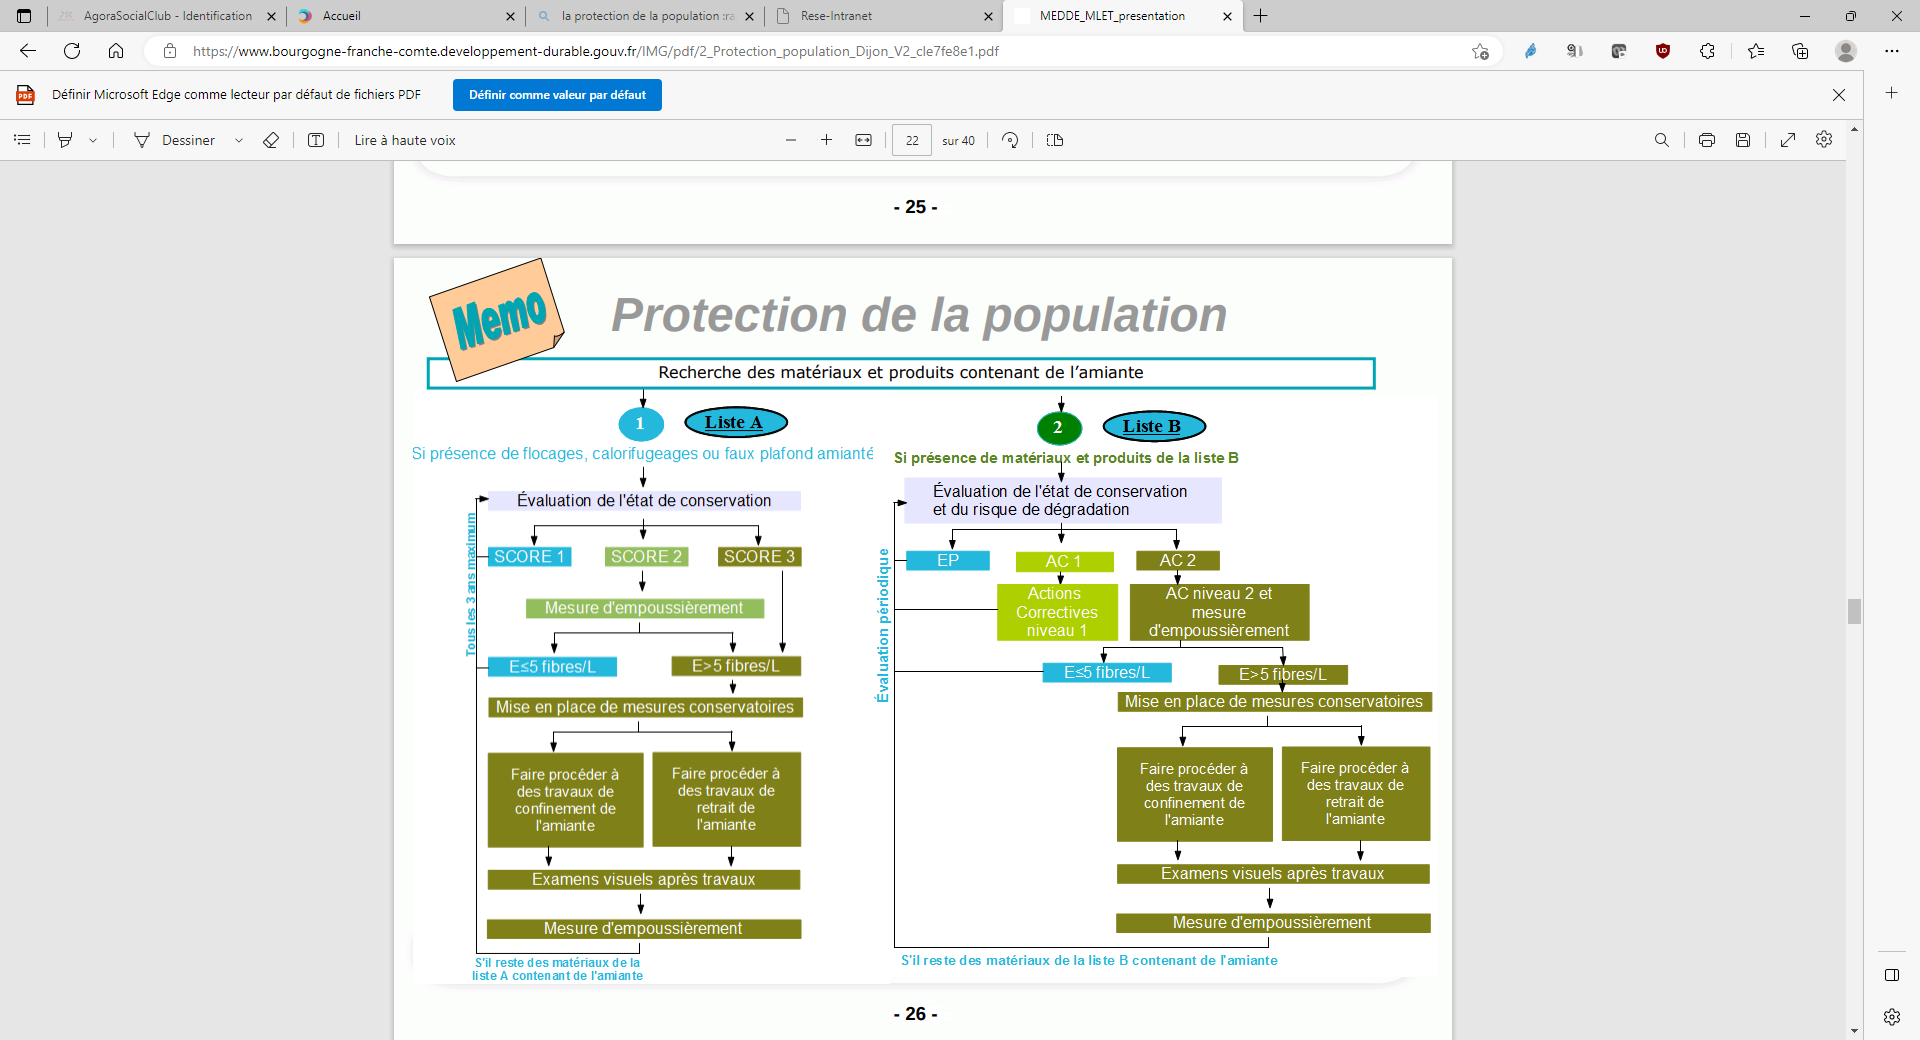 AgoraSocialClub - Identification
Accueil
la protection de la population :ra
Rese-Intranet
MEDDE_MLET_presentation
https://www.bourgogne-franche-comte.developpement-durable.gouv.fr/IMG/pdf/2_Protection_population_Dijon_V2_cle7fe8e1.pdf
PDF
Définir Microsoft Edge comme lecteur par défaut de fichiers PDF
Définir comme valeur par défaut
Dessiner
Lire à haute voix
22
sur 40
- 25 -
Memo
Protection de la population
Recherche des matériaux et produits contenant de l’amiante
1
Liste A
Si présence de flocages, calorifugeages ou faux plafond amianté
Évaluation de l'état de conservation
Tous les 3 ans maximum
SCORE 1
SCORE 2
SCORE 3
Mesure d'empoussièrement
E≤5 fibres/L
E>5 fibres/L
Mise en place de mesures conservatoires
Faire procéder à
des travaux de
confinement de
l'amiante
Faire procéder à
des travaux de
retrait de
l'amiante
Examens visuels après travaux
Mesure d'empoussièrement
S'il reste des matériaux de la
liste A contenant de l'amiante
2
Liste B
Si présence de matériaux et produits de la liste B
Évaluation de l'état de conservation
et du risque de dégradation
Évaluation périodique
EP
AC 1
AC 2
Actions
Correctives
niveau 1
AC niveau 2 et
mesure
d'empoussièrement
E≤5 fibres/L
E>5 fibres/L
Mise en place de mesures conservatoires
Faire procéder à
des travaux de
confinement de
l'amiante
Faire procéder à
des travaux de
retrait de
l'amiante
Examens visuels après travaux
Mesure d'empoussièrement
S'il reste des matériaux de la liste B contenant de l'amiante
- 26 -